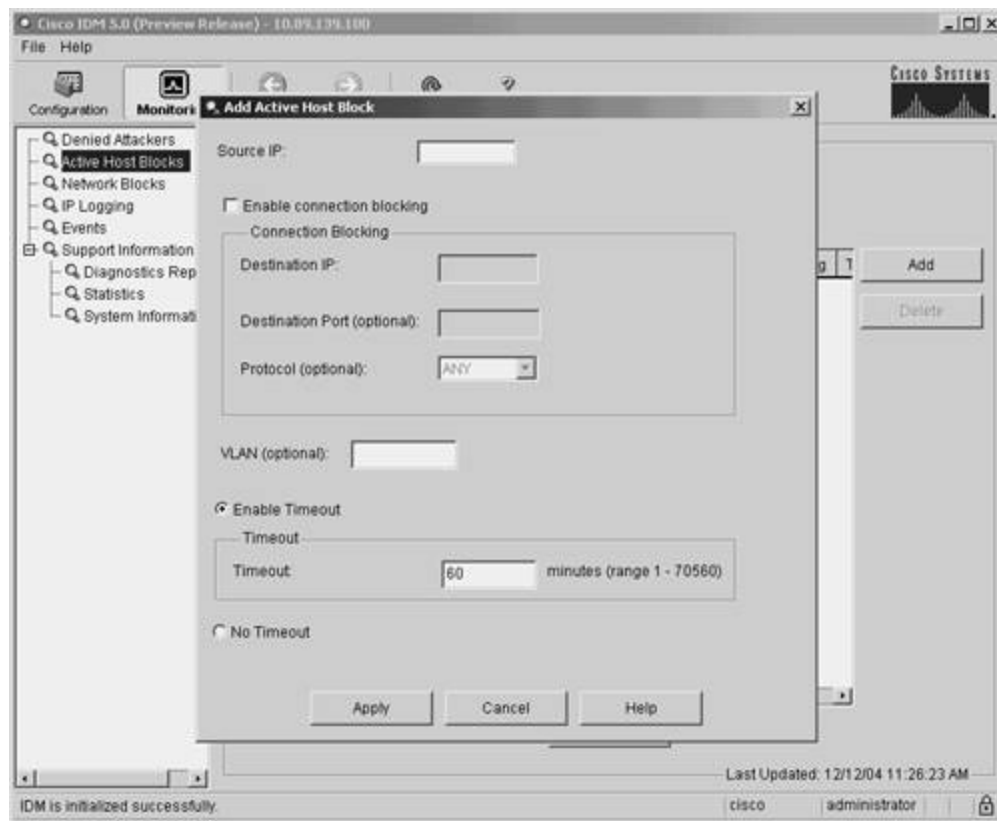 Cisco IDM 5.0 (Preview Release) - 10.89.139.100
File Help
Configuration
Monitori
CISCO SYSTEMS
Add Active Host Block
Denied Attackers
Active Host Blocks
Network Blocks
IP Logging
Events
Support Information
Diagnostics Rep
Statistics
System Informati
Source IP:
Enable connection blocking
Connection Blocking
Destination IP:
Destination Port (optional):
Protocol (optional): ANY
VLAN (optional):
Enable Timeout
Timeout
Timeout: 60 minutes (range 1 - 70560)
No Timeout
Apply Cancel Help
g T
Add
Delete
Last Updated: 12/12/04 11:26:23 AM
IDM is initialized successfully. cisco administrator